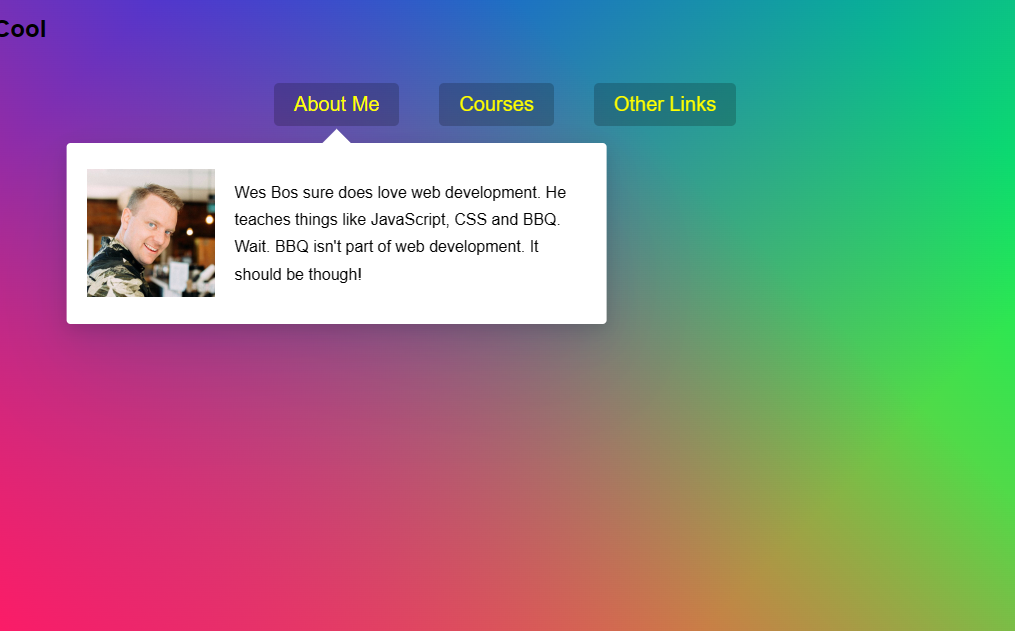 Cool
About Me
Courses
Other Links
Wes Bos sure does love web development. He
teaches things like JavaScript, CSS and BBQ.
Wait. BBQ isn't part of web development. It
should be though!